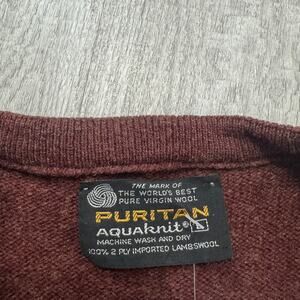 THE MARK OF
THE WORLD'S BEST
PURE VIRGIN WOOL
PURITAN
AQUAknit®
MACHINE WASH AND DRY
100% 2 PLY IMPORTED LAMBSWOOL